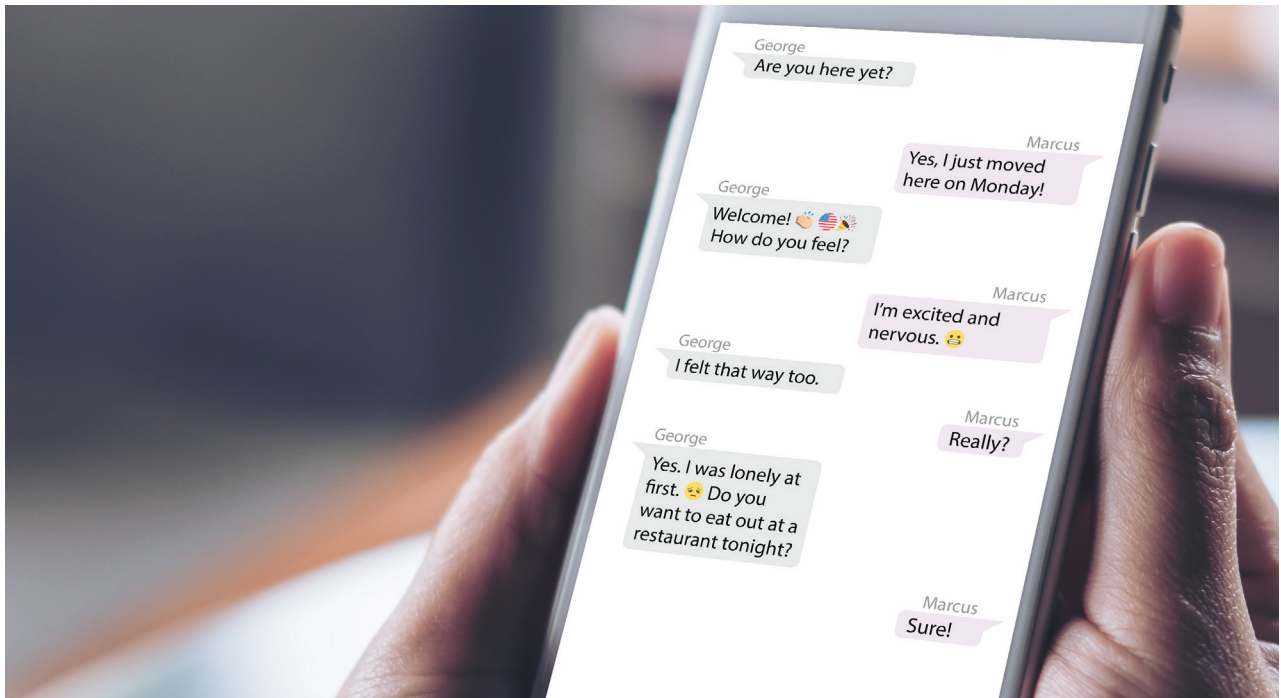 George
Are you here yet?
Marcus
Yes, I just moved
here on Monday!
George
Welcome! 👏🏻 🇺🇸 🎉
How do you feel?
Marcus
I’m excited and
nervous. 😬
George
I felt that way too.
Marcus
Really?
George
Yes. I was lonely at
first. 😔 Do you
want to eat out at a
restaurant tonight?
Marcus
Sure!